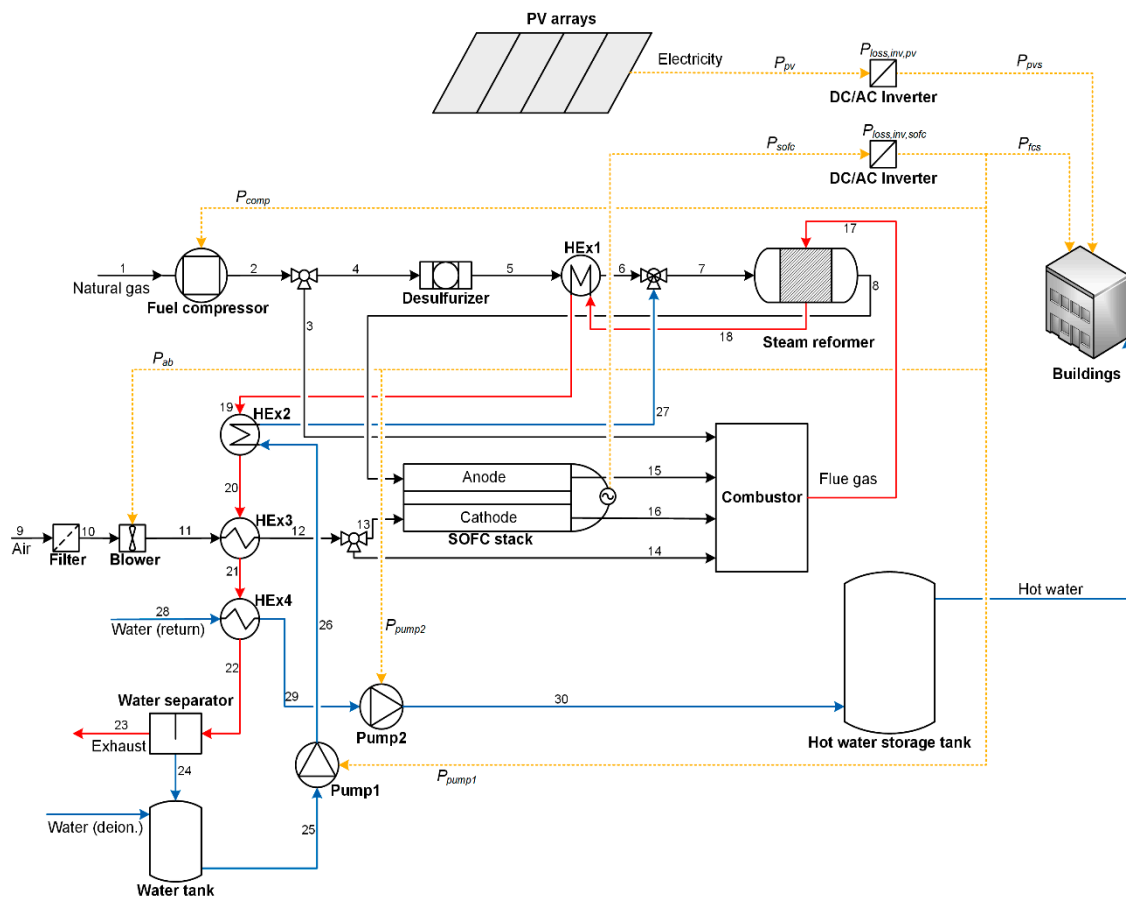 PV arrays
Electricity
P_pv
P_loss,inv,pv
P_pvs
DC/AC Inverter
P_sofc
P_loss,inv,sofc
P_fcs
DC/AC Inverter
P_comp
HEx1
17
1
2
4
5
6
7
8
Natural gas
Fuel compressor
Desulfurizer
3
18
Steam reformer
P_ab
Buildings
19
HEx2
27
Anode
15
Flue gas
20
Combustor
Cathode
16
9
10
11
HEx3
12
13
SOFC stack
14
Air
Filter
Blower
21
HEx4
28
Water (return)
26
P_pump2
Hot water
22
Water separator
29
30
23
Exhaust
Pump2
Hot water storage tank
24
P_pump1
Pump1
Water (deion.)
25
Water tank